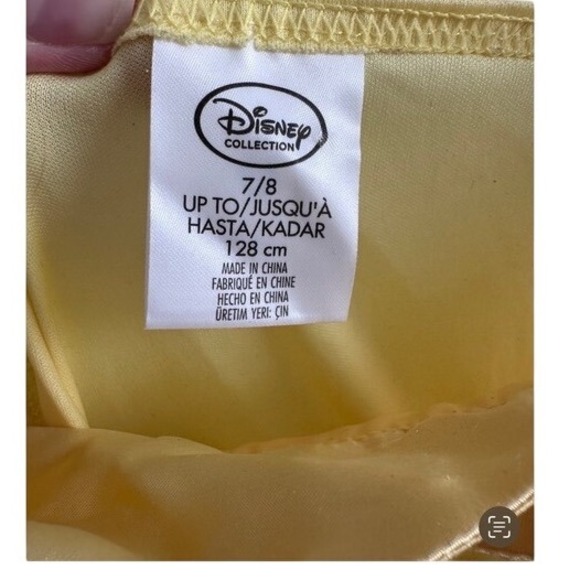 Disney
COLLECTION
7/8
UP TO/JUSQU'À
HASTA/KADAR
128 cm
MADE IN CHINA
FABRIQUÉ EN CHINE
HECHO EN CHINA
ÜRETIM YERI: ÇIN